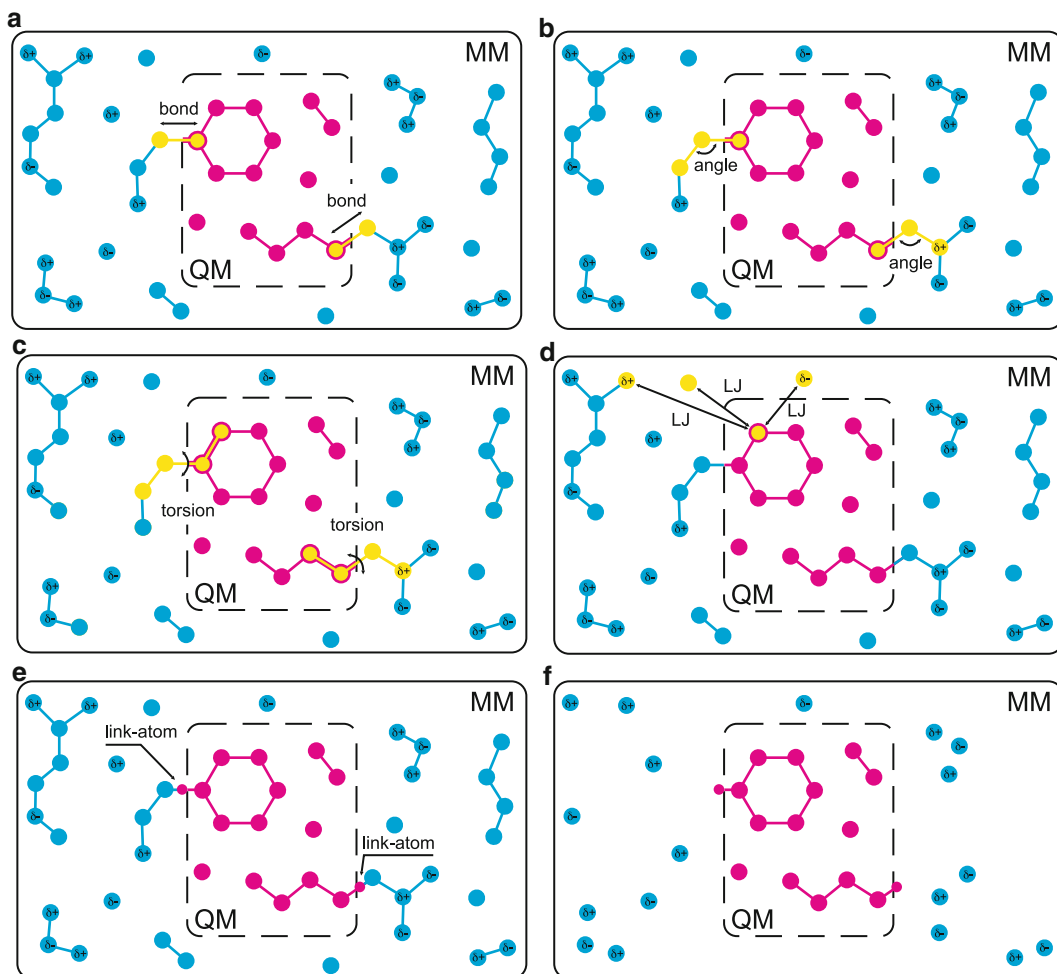 a
MM
δ+
δ+
δ-
δ+
δ-
bond
δ+
δ+
δ-
bond
δ+
δ-
δ+
δ-
δ+
QM
δ-
δ-
δ+
δ-
δ+
b
MM
δ+
δ+
δ-
δ+
δ-
δ+
δ+
angle
δ-
δ+
δ-
δ+
δ-
angle
δ+
QM
δ-
δ-
δ+
δ-
δ+
c
MM
δ+
δ+
δ-
δ+
δ-
δ+
δ+
δ-
torsion
torsion
δ+
δ-
δ+
δ-
δ+
QM
δ-
δ-
δ+
δ-
δ+
d
MM
δ+
δ+
δ-
LJ
LJ
LJ
δ+
δ-
δ+
δ+
δ-
δ+
δ-
δ+
δ-
δ+
QM
δ-
δ-
δ+
δ-
δ+
e
MM
δ+
δ+
δ-
link-atom
δ+
δ-
δ+
δ+
δ-
link-atom
δ+
δ-
δ+
δ-
δ+
QM
δ-
δ-
δ+
δ-
δ+
f
MM
δ+
δ+
δ-
δ+
δ-
δ+
δ+
δ-
δ+
δ-
δ+
δ-
δ+
QM
δ-
δ-
δ+
δ-
δ+